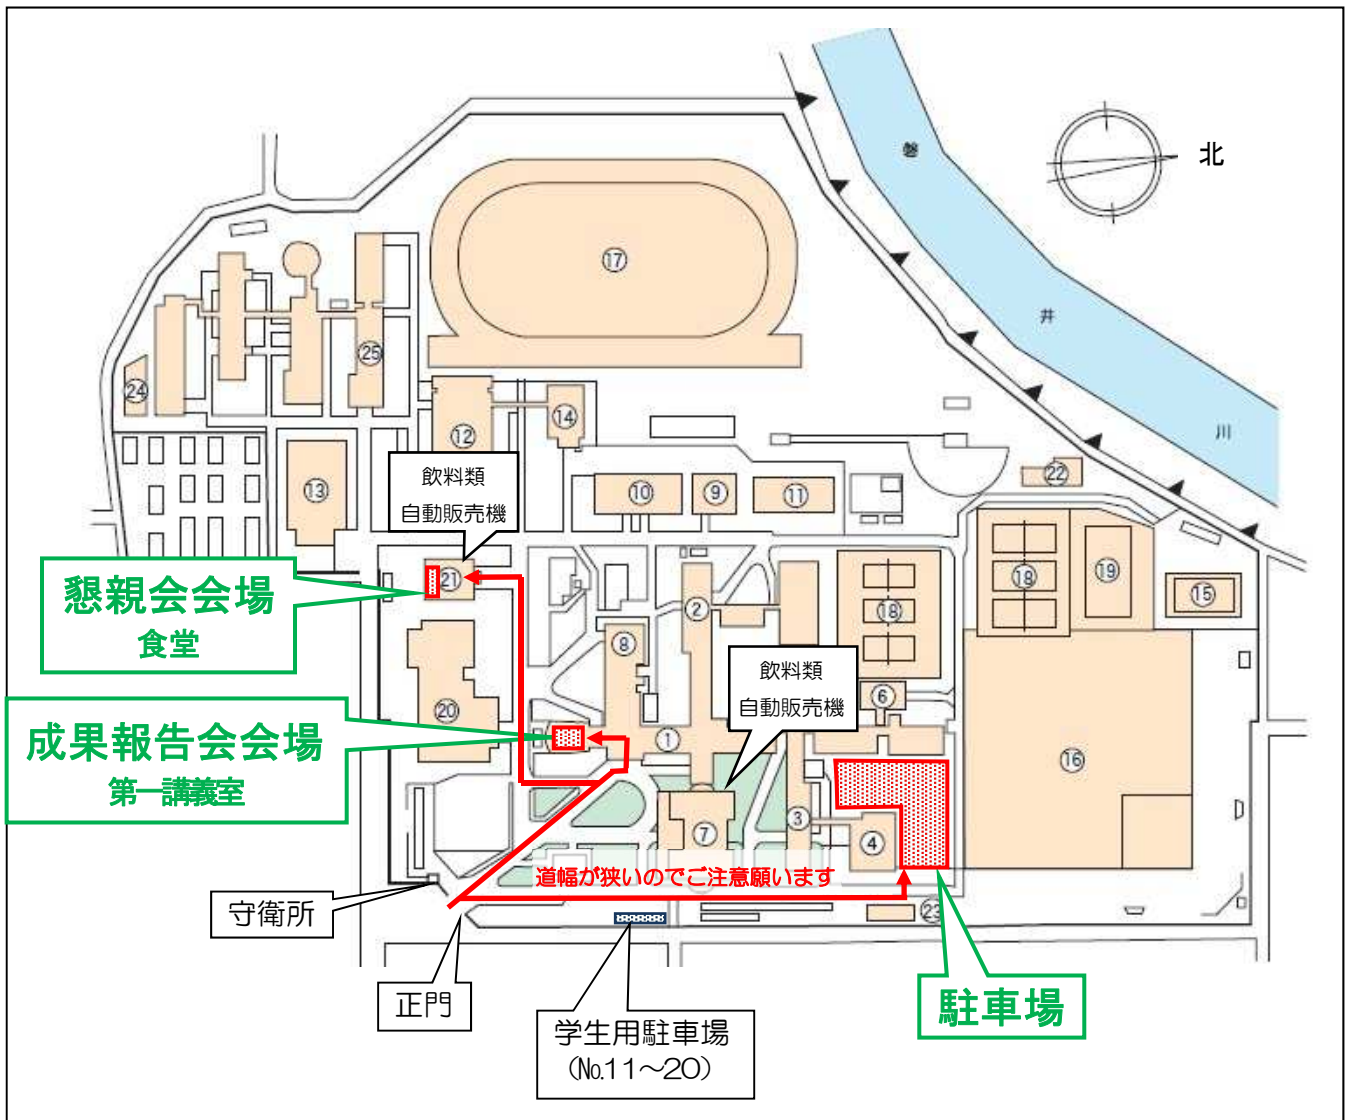 北
磐
井
川
⑰
㉕
㉔
⑭
⑫
飲料類
自動販売機
⑬
⑩
⑨
⑪
㉒
⑱
⑲
⑮
懇親会会場
食堂
㉑
②
⑱
⑧
飲料類
自動販売機
⑥
⑳
成果報告会会場
第一講義室
①
⑯
③
④
⑦
道幅が狭いのでご注意願います
守衛所
㉓
正門
学生用駐車場
(No.11～20)
駐車場